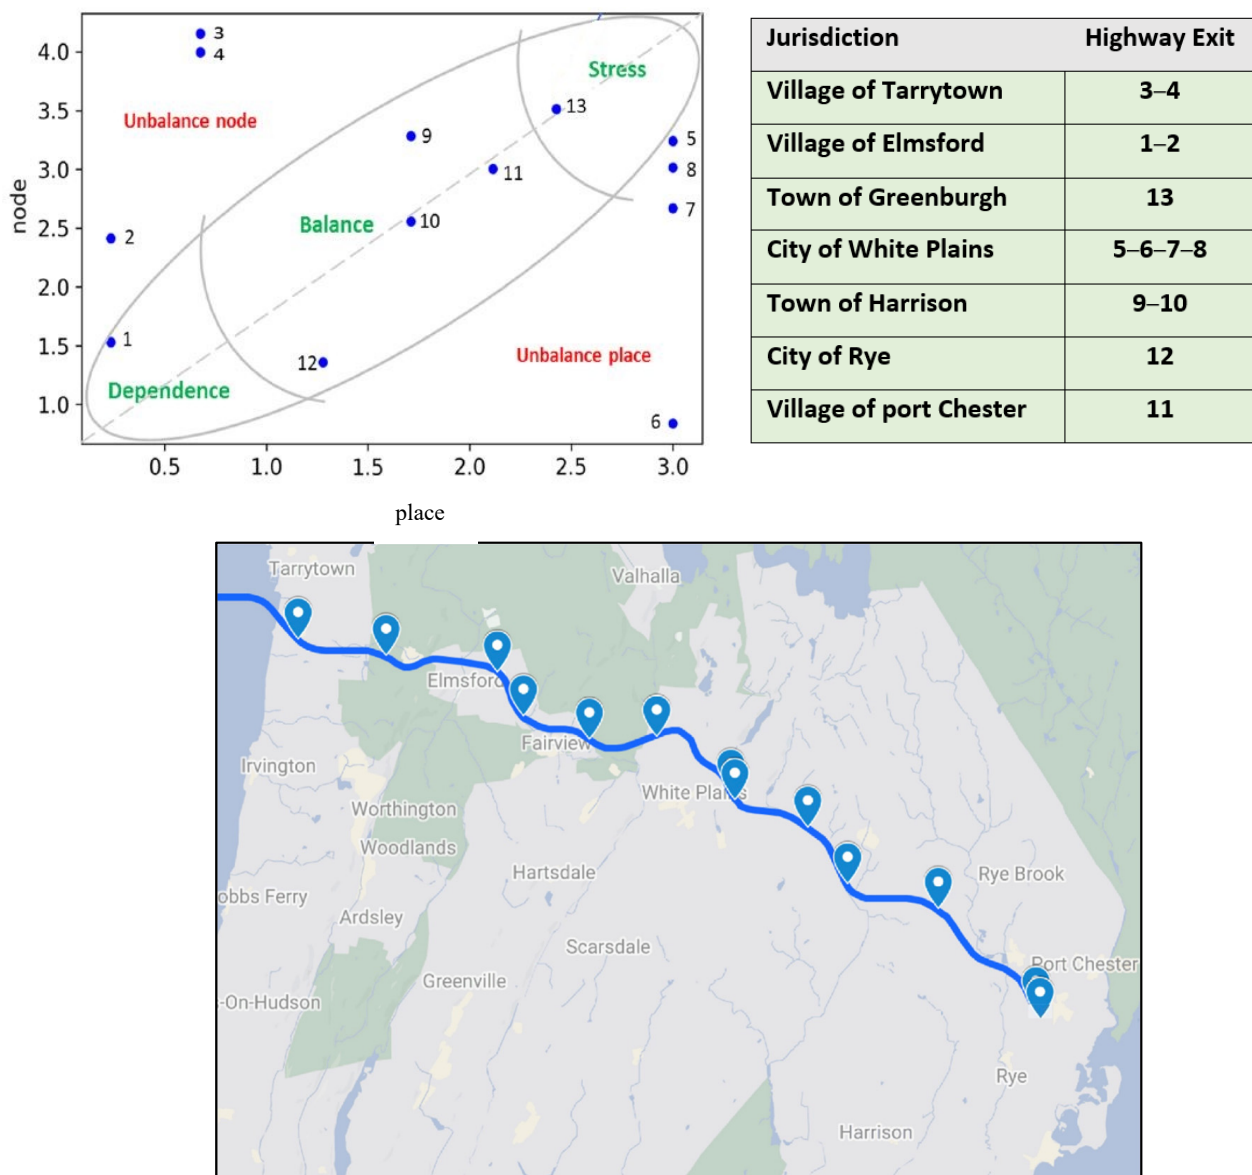 4.0
3.5
3.0
2.5
2.0
1.5
1.0
node
0.5 1.0 1.5 2.0 2.5 3.0
place
3
4
Stress
13
Unbalance node
9
5
8
11
7
Balance
10
2
1
12
Unbalance place
Dependence
6
Jurisdiction Highway Exit
Village of Tarrytown 3–4
Village of Elmsford 1–2
Town of Greenburgh 13
City of White Plains 5–6–7–8
Town of Harrison 9–10
City of Rye 12
Village of port Chester 11
Tarrytown
Valhalla
Elmsford
Fairview
Irvington
White Plains
Worthington
Woodlands
Hartsdale
Rye Brook
obbs Ferry
Ardsley
Scarsdale
Port Chester
Greenville
-On-Hudson
Rye
Harrison